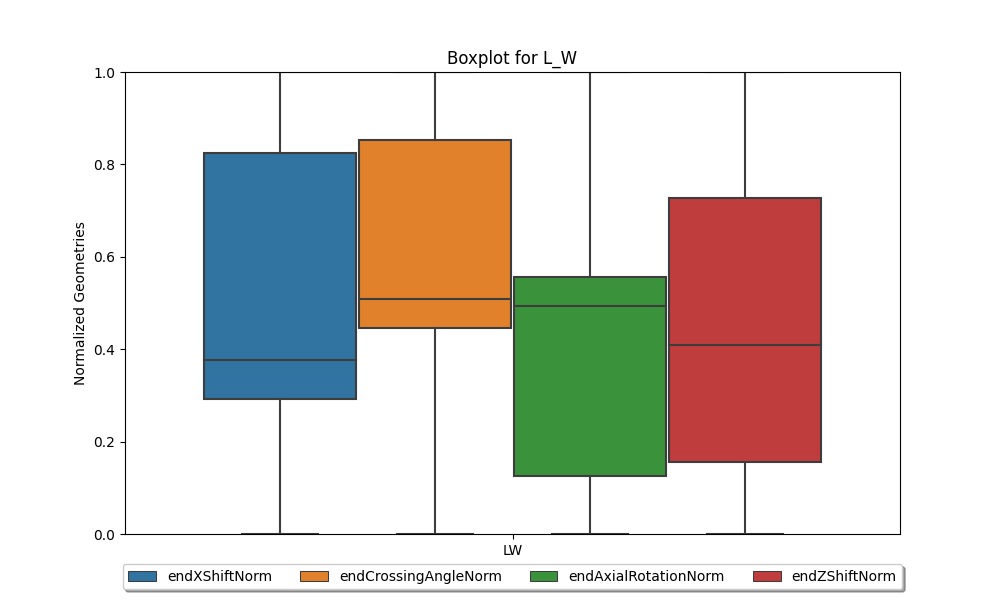 Boxplot for L_W
1.0
0.8
0.6
0.4
0.2
0.0
Normalized Geometries
LW
endXShiftNorm endCrossingAngleNorm endAxialRotationNorm endZShiftNorm